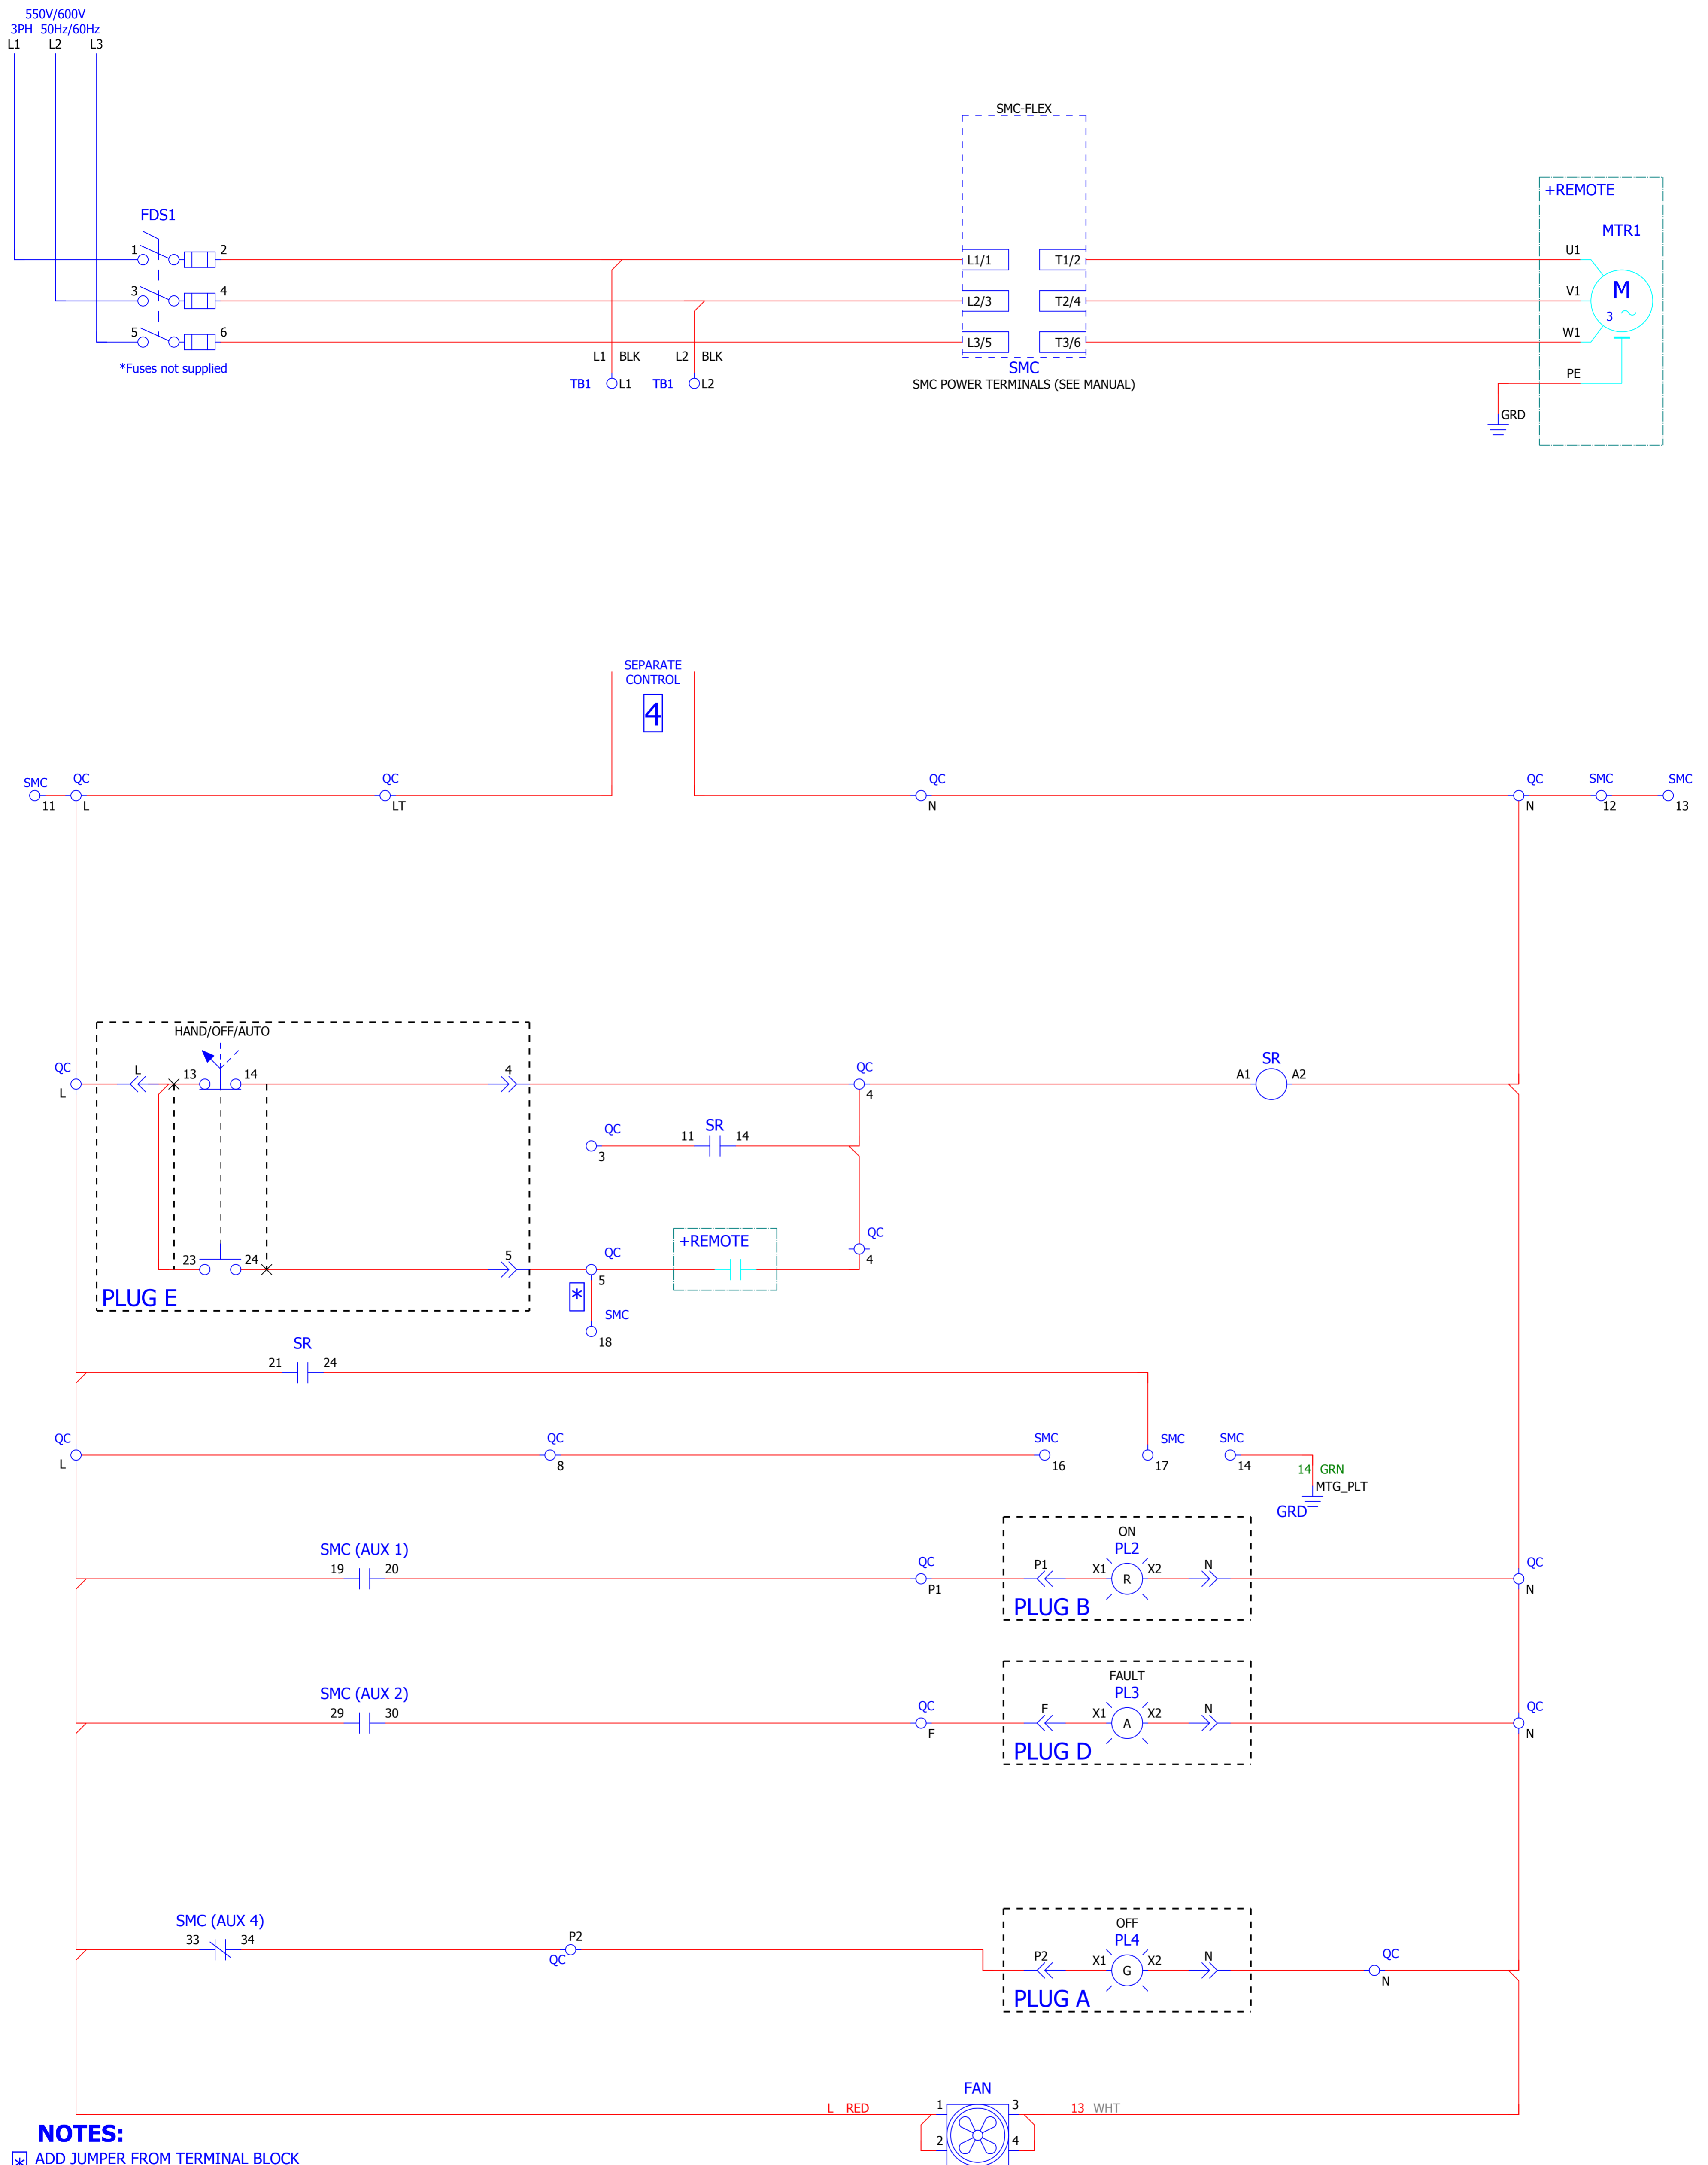 550V/600V
3PH 50Hz/60Hz
L1 L2 L3
SMC-FLEX
+REMOTE
FDS1
MTR1
1 2
L1/1 T1/2
U1
3 4
L2/3 T2/4
V1
M
3
5 6
L3/5 T3/6
W1
*Fuses not supplied
L1 BLK L2 BLK
SMC
TB1 L1 TB1 L2
SMC POWER TERMINALS (SEE MANUAL)
PE
GRD
SEPARATE
CONTROL
4
SMC QC QC QC QC SMC SMC
11 L LT N N 12 13
HAND/OFF/AUTO
QC L 13 14 4 QC SR
L 4 A1 A2
QC 11 SR 14
3
QC
4
+REMOTE
23 24 5 QC
5
PLUG E
*
SMC
18
SR
21 24
QC QC SMC SMC SMC
L 8 16 17 14
14 GRN
MTG_PLT
GRD
ON
SMC (AUX 1) PL2
19 20 QC P1 X1 R X2 N QC
P1 N
PLUG B
FAULT
SMC (AUX 2) PL3
29 30 QC F X1 A X2 N QC
F N
PLUG D
SMC (AUX 4) OFF
33 34 P2 PL4
QC P2 X1 G X2 N QC
N
PLUG A
FAN
L RED 1 3 13 WHT
2 4
NOTES:
* ADD JUMPER FROM TERMINAL BLOCK